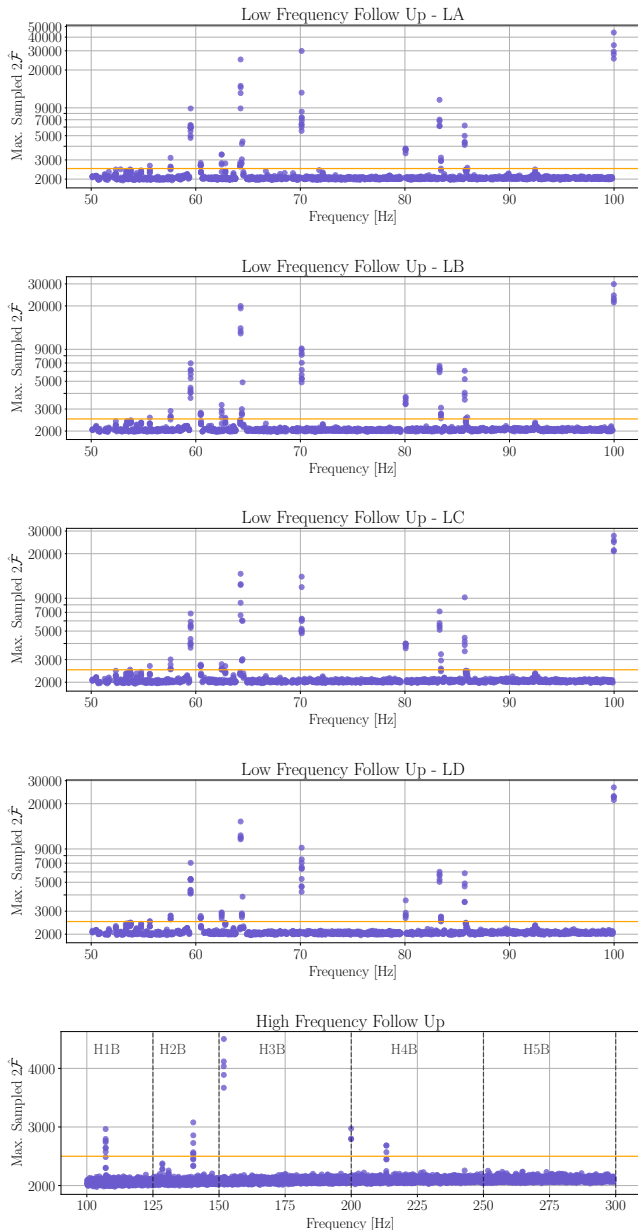 Low Frequency Follow Up - LA
50000
40000
30000
20000
9000
7000
5000
3000
2000
Max. Sampled 2F̂
50 60 70 80 90 100
Frequency [Hz]
Low Frequency Follow Up - LB
30000
20000
9000
7000
5000
3000
2000
Max. Sampled 2F̂
50 60 70 80 90 100
Frequency [Hz]
Low Frequency Follow Up - LC
30000
20000
9000
7000
5000
3000
2000
Max. Sampled 2F̂
50 60 70 80 90 100
Frequency [Hz]
Low Frequency Follow Up - LD
30000
20000
9000
7000
5000
3000
2000
Max. Sampled 2F̂
50 60 70 80 90 100
Frequency [Hz]
High Frequency Follow Up
H1B H2B H3B H4B H5B
4000
3000
2000
Max. Sampled 2F̂
100 125 150 175 200 225 250 275 300
Frequency [Hz]